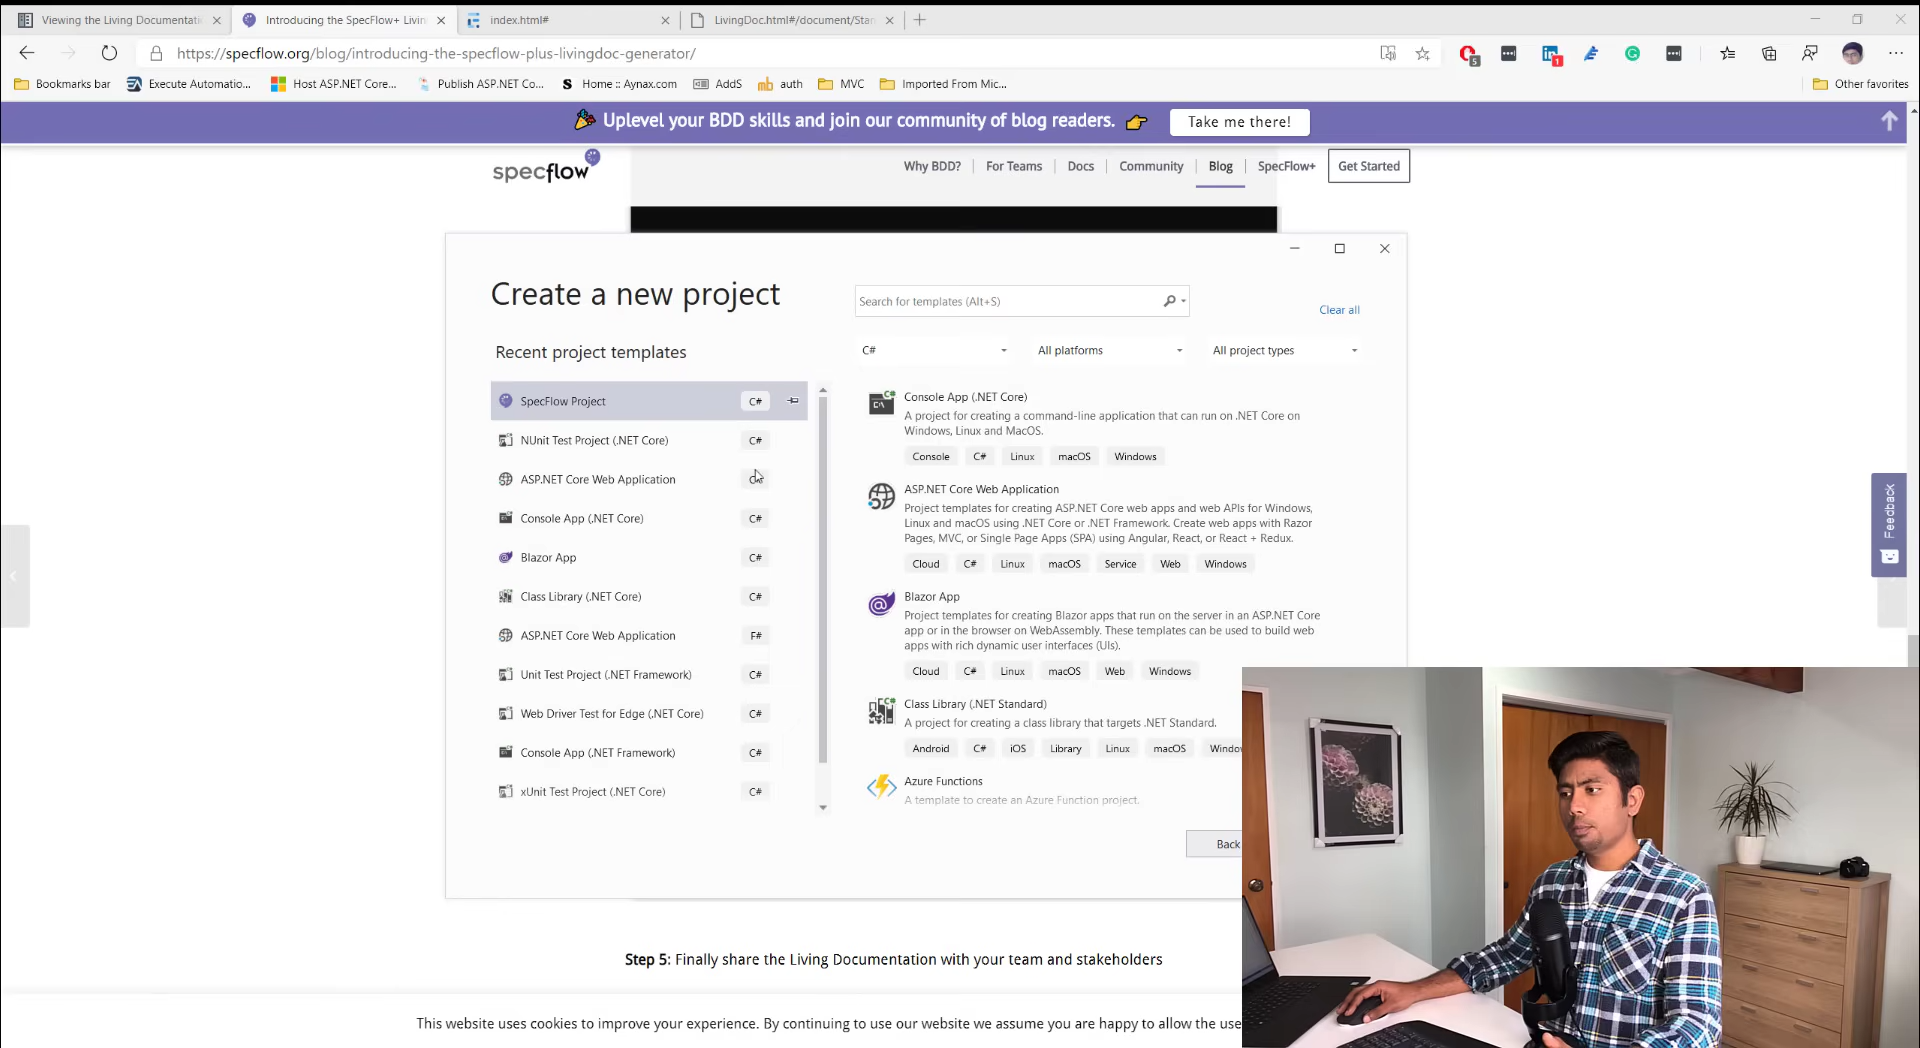 Viewing the Living Documentati
Introducing the SpecFlow+ Livin
index.html#
LivingDoc.html#/document/Stan
https://specflow.org/blog/introducing-the-specflow-plus-livingdoc-generator/
5
1
Bookmarks bar
Execute Automatio...
Host ASP.NET Core...
Publish ASP.NET Co...
Home :: Aynax.com
AddS
auth
MVC
Imported From Mic...
Other favorites
Uplevel your BDD skills and join our community of blog readers.
Take me there!
specflow
Why BDD?
For Teams
Docs
Community
Blog
SpecFlow+
Get Started
Create a new project
Search for templates (Alt+S)
Clear all
Recent project templates
C#
All platforms
All project types
SpecFlow Project C#
NUnit Test Project (.NET Core) C#
ASP.NET Core Web Application
Console App (.NET Core) C#
Blazor App C#
Class Library (.NET Core) C#
ASP.NET Core Web Application F#
Unit Test Project (.NET Framework) C#
Web Driver Test for Edge (.NET Core) C#
Console App (.NET Framework) C#
xUnit Test Project (.NET Core) C#
Console App (.NET Core)
A project for creating a command-line application that can run on .NET Core on
Windows, Linux and MacOS.
Console C# Linux macOS Windows
ASP.NET Core Web Application
Project templates for creating ASP.NET Core web apps and web APIs for Windows,
Linux and macOS using .NET Core or .NET Framework. Create web apps with Razor
Pages, MVC, or Single Page Apps (SPA) using Angular, React, or React + Redux.
Cloud C# Linux macOS Service Web Windows
Blazor App
Project templates for creating Blazor apps that run on the server in an ASP.NET Core
app or in the browser on WebAssembly. These templates can be used to build web
apps with rich dynamic user interfaces (UIs).
Cloud C# Linux macOS Web Windows
Class Library (.NET Standard)
A project for creating a class library that targets .NET Standard.
Android C# iOS Library Linux macOS Windo
Azure Functions
A template to create an Azure Function project.
Back
Feedback
Step 5: Finally share the Living Documentation with your team and stakeholders
This website uses cookies to improve your experience. By continuing to use our website we assume you are happy to allow the use